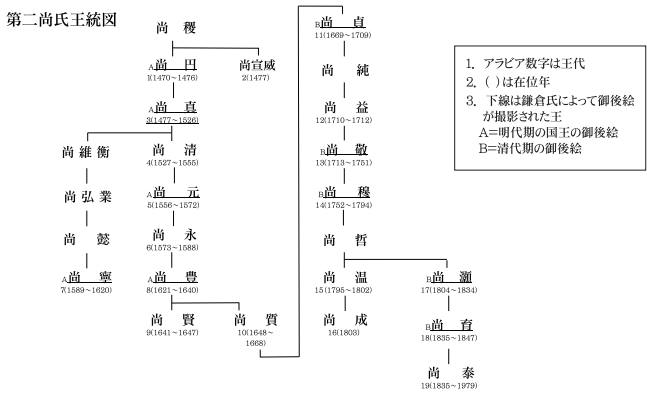 第二尚氏王統図
尚 稷
A尚 円
1(1470～1476)
尚宣威
2(1477)
A尚 真
3(1477～1526)
尚 維 衡
尚 弘 業
尚 懿
A尚 寧
7(1589～1620)
尚 清
4(1527～1555)
A尚 元
5(1556～1572)
尚 永
6(1573～1588)
A尚 豊
8(1621～1640)
尚 賢
9(1641～1647)
尚 質
10(1648～
1668)
B尚 貞
11(1669～1709)
尚 純
尚 益
12(1710～1712)
B尚 敬
13(1713～1751)
B尚 穆
14(1752～1794)
尚 哲
尚 温
15(1795～1802)
尚 成
16(1803)
B尚 灝
17(1804～1834)
B尚 育
18(1835～1847)
尚 泰
19(1835～1979)
1．アラビア数字は王代
2．( )は在位年
3．下線は鎌倉氏によって御後絵
が撮影された王
A＝明代期の国王の御後絵
B＝清代期の御後絵